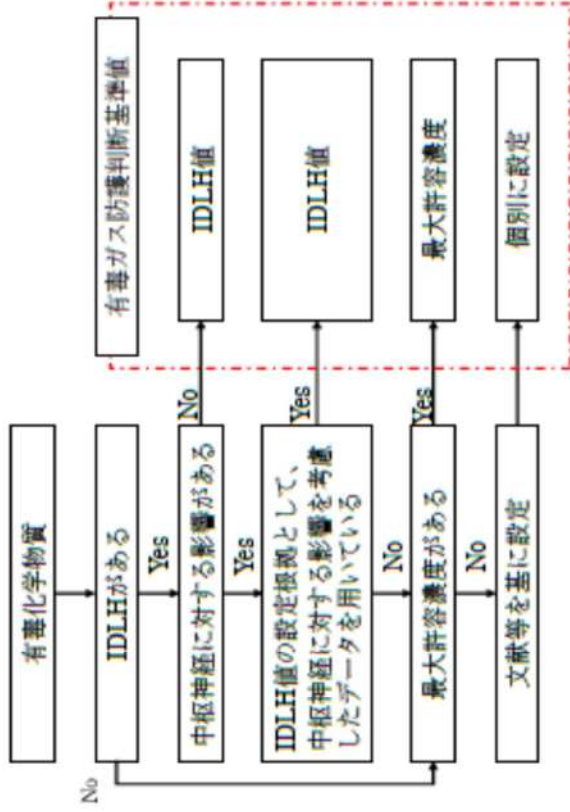 有毒化学物質
有毒ガス防護判断基準値
IDLHがある
No
Yes
中枢神経に対する影響がある
No
IDLH値
Yes
IDLH値の設定根拠として、
中枢神経に対する影響を考慮
したデータを用いている
Yes
IDLH値
No
最大許容濃度がある
Yes
最大許容濃度
No
文献等を基に設定
個別に設定